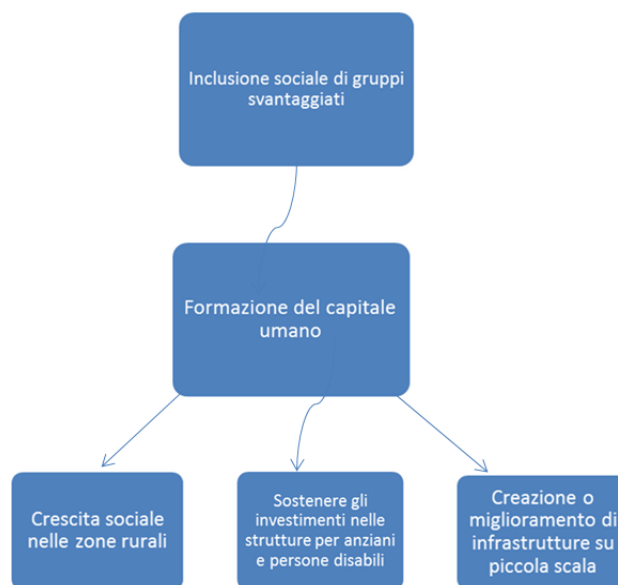 Inclusione sociale di gruppi
svantaggiati
Formazione del capitale
umano
Crescita sociale
nelle zone rurali
Sostenere gli
investimenti nelle
strutture per anziani
e persone disabili
Creazione o
miglioramento di
infrastrutture su
piccola scala